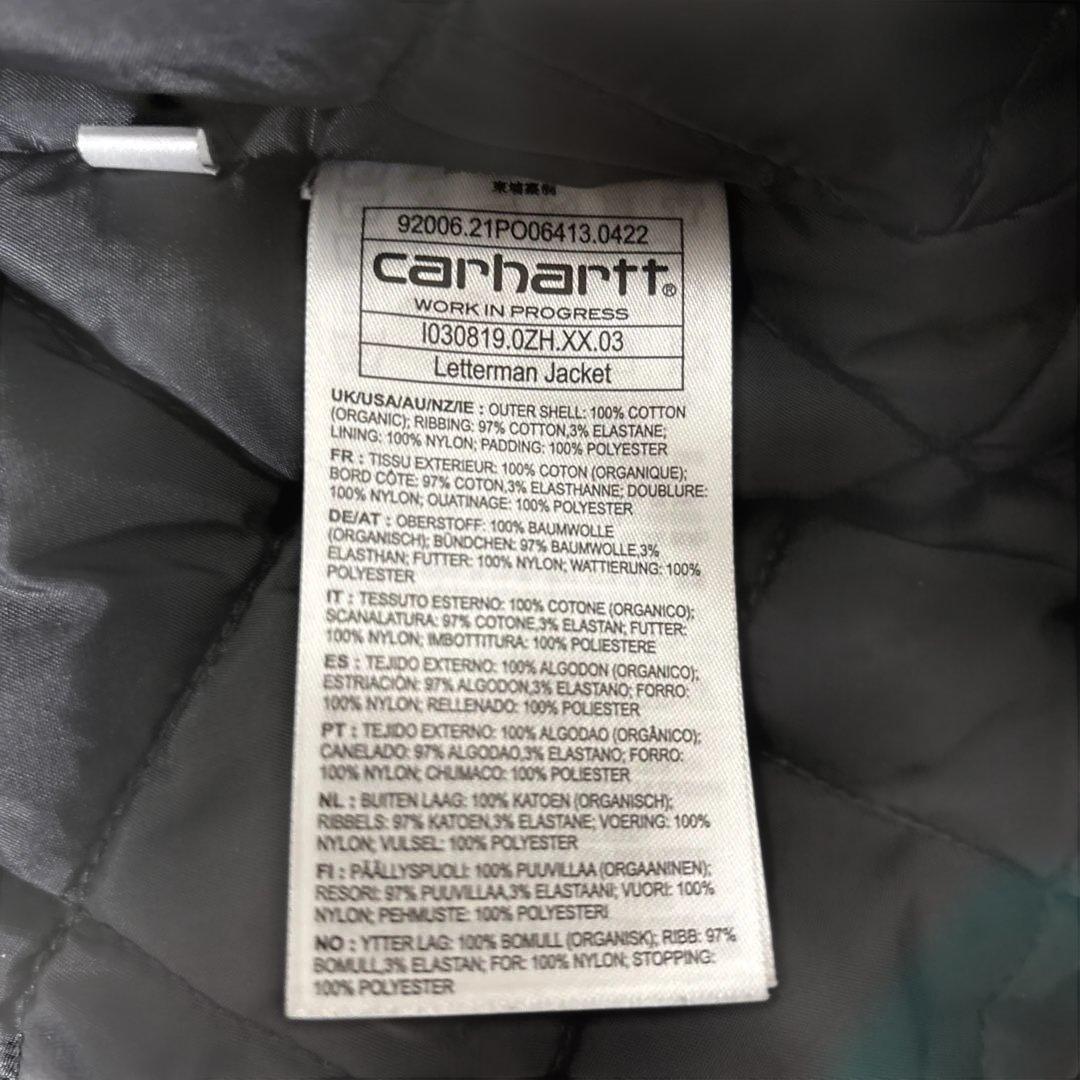 92006.21PO06413.0422
carhartt®
WORK IN PROGRESS
I030819.0ZH.XX.03
Letterman Jacket
UK/USA/AU/NZ/IE : OUTER SHELL: 100% COTTON
(ORGANIC); RIBBING: 97% COTTON,3% ELASTANE;
LINING: 100% NYLON; PADDING: 100% POLYESTER
FR : TISSU EXTERIEUR: 100% COTON (ORGANIQUE);
BORD CÔTE: 97% COTON,3% ELASTHANNE; DOUBLURE:
100% NYLON; OUATINAGE: 100% POLYESTER
DE/AT : OBERSTOFF: 100% BAUMWOLLE
(ORGANISCH); BÜNDCHEN: 97% BAUMWOLLE,3%
ELASTHAN; FUTTER: 100% NYLON; WATTIERUNG: 100%
POLYESTER
IT : TESSUTO ESTERNO: 100% COTONE (ORGANICO);
SCANALATURA: 97% COTONE,3% ELASTAN; FUTTER:
100% NYLON; IMBOTTITURA: 100% POLIESTERE
ES : TEJIDO EXTERNO: 100% ALGODON (ORGANICO);
ESTRIACIÓN: 97% ALGODON,3% ELASTANO; FORRO:
100% NYLON; RELLENADO: 100% POLIESTER
PT : TEJIDO EXTERNO: 100% ALGODAO (ORGÂNICO);
CANELADO: 97% ALGODAO,3% ELASTANO; FORRO:
100% NYLON; CHUMACO: 100% POLIESTER
NL : BUITEN LAAG: 100% KATOEN (ORGANISCH);
RIBBELS: 97% KATOEN,3% ELASTANE; VOERING: 100%
NYLON; VULSEL: 100% POLYESTER
FI : PÄÄLLYSPUOLI: 100% PUUVILLAA (ORGAANINEN);
RESORI: 97% PUUVILLAA,3% ELASTAANI; VUORI: 100%
NYLON; PEHMUSTE: 100% POLYESTERI
NO : YTTER LAG: 100% BOMULL (ORGANISK); RIBB: 97%
BOMULL,3% ELASTAN; FOR: 100% NYLON; STOPPING:
100% POLYESTER